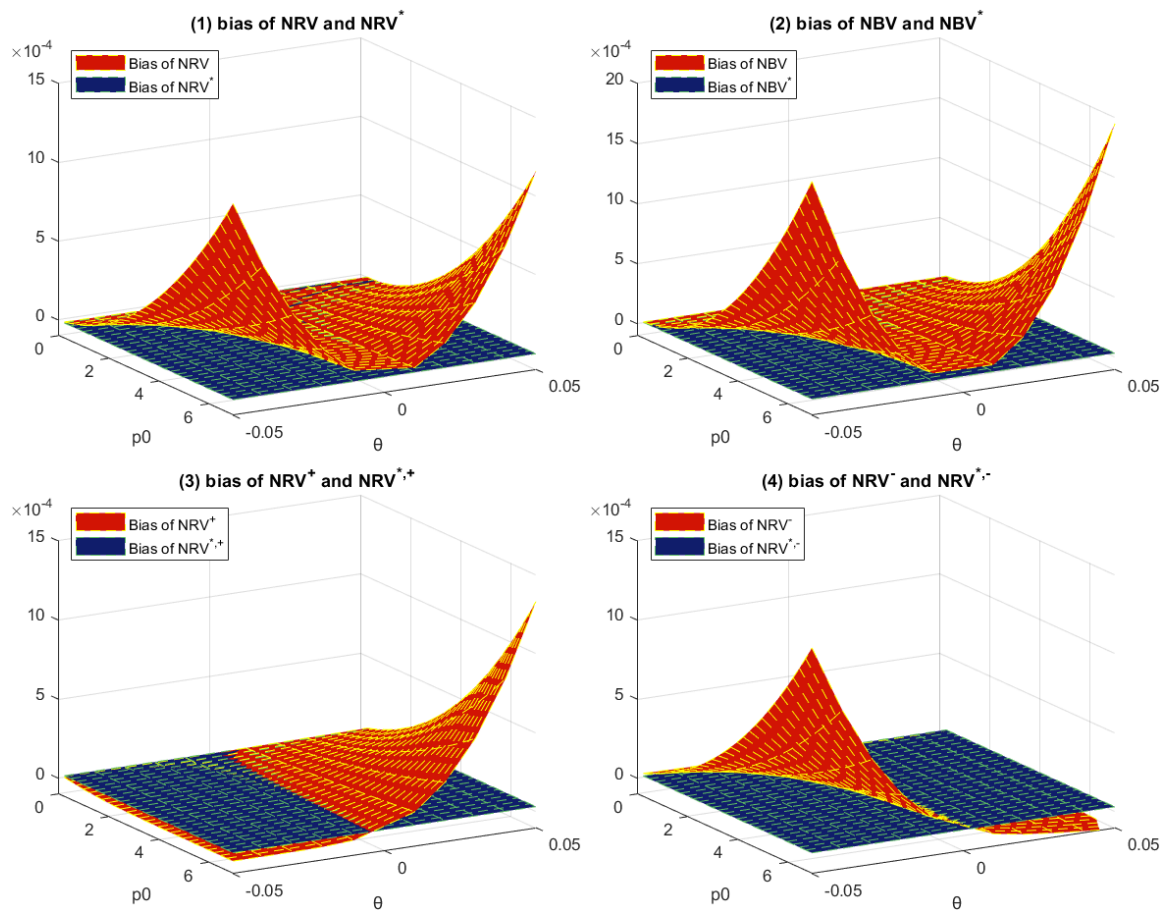 (1) bias of NRV and NRV*
×10-4
Bias of NRV
Bias of NRV*
15
10
5
0
0
2
4
6
p0
-0.05
0
0.05
θ
(2) bias of NBV and NBV*
×10-4
Bias of NBV
Bias of NBV*
20
15
10
5
0
0
2
4
6
p0
-0.05
0
0.05
θ
(3) bias of NRV+ and NRV*,+
×10-4
Bias of NRV+
Bias of NRV*,+
15
10
5
0
0
2
4
6
p0
-0.05
0
0.05
θ
(4) bias of NRV- and NRV*,-
×10-4
Bias of NRV-
Bias of NRV*,-
15
10
5
0
0
2
4
6
p0
-0.05
0
0.05
θ